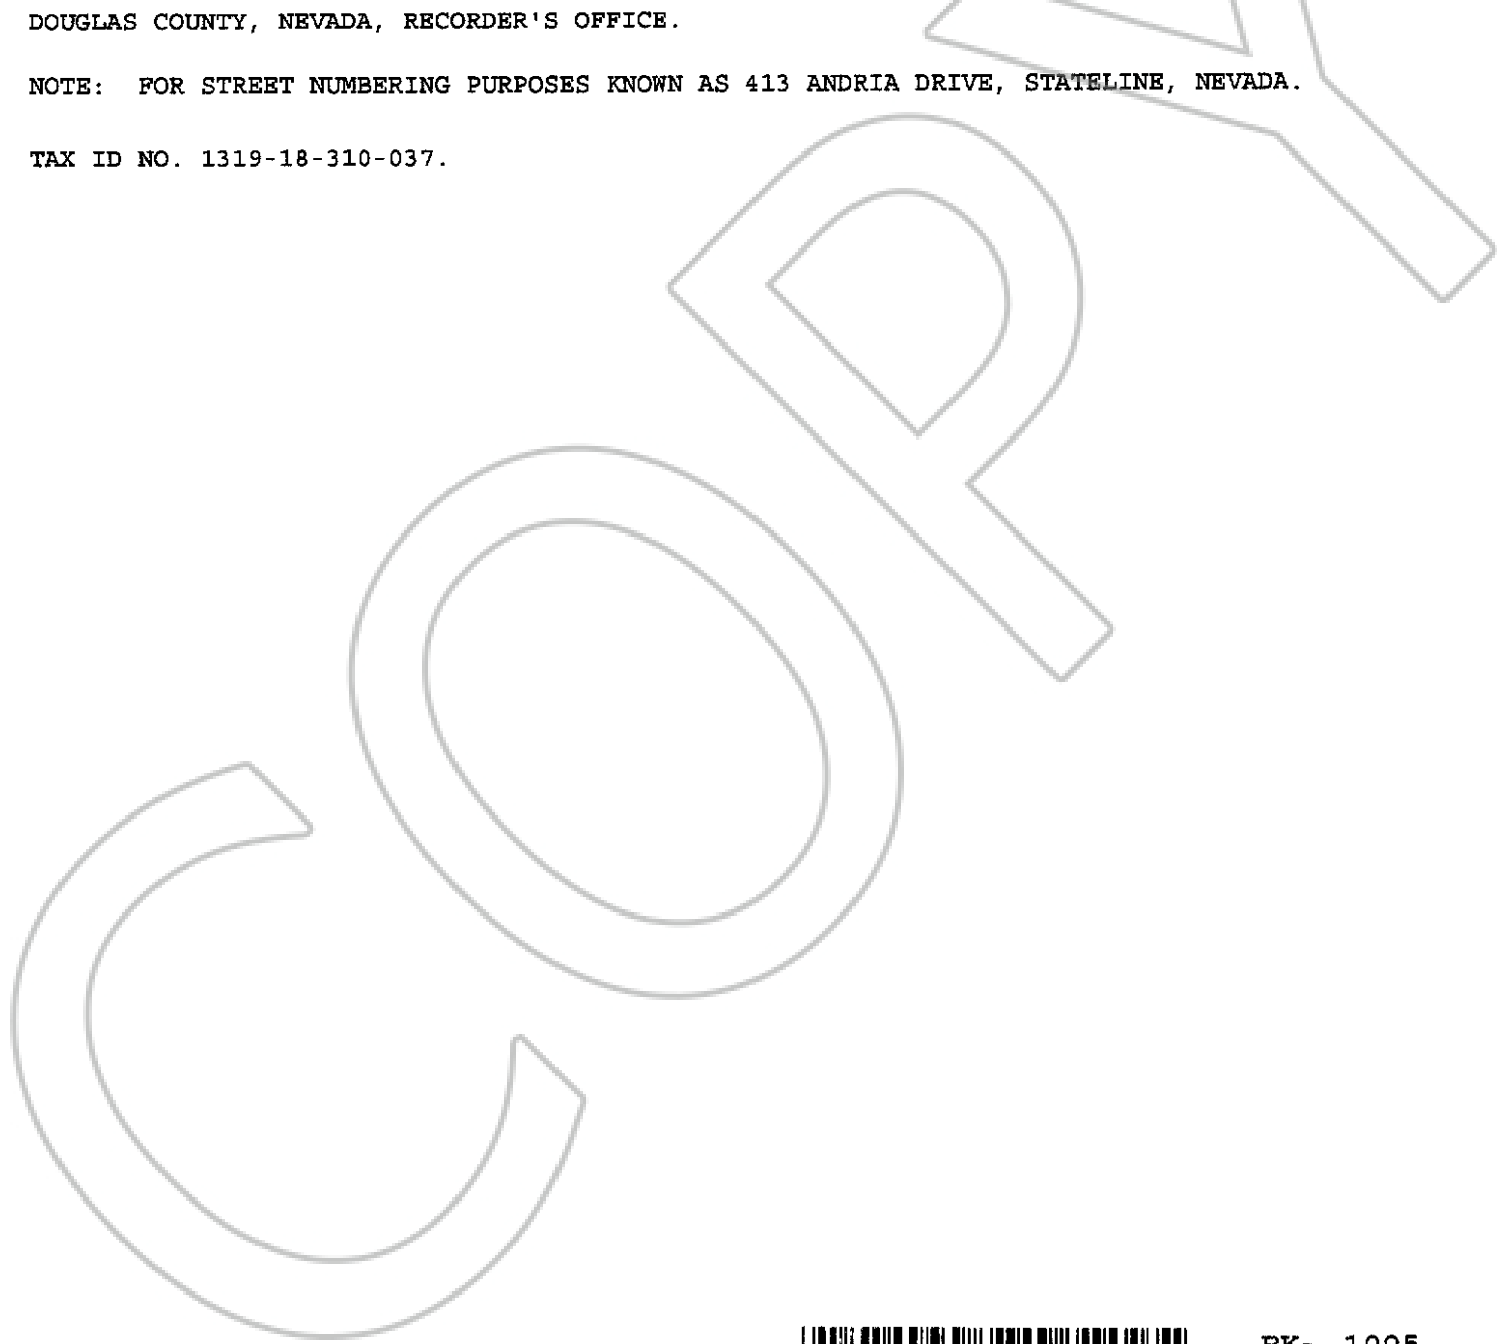 DOUGLAS COUNTY, NEVADA, RECORDER'S OFFICE.
NOTE: FOR STREET NUMBERING PURPOSES KNOWN AS 413 ANDRIA DRIVE, STATELINE, NEVADA.
TAX ID NO. 1319-18-310-037.
COPY